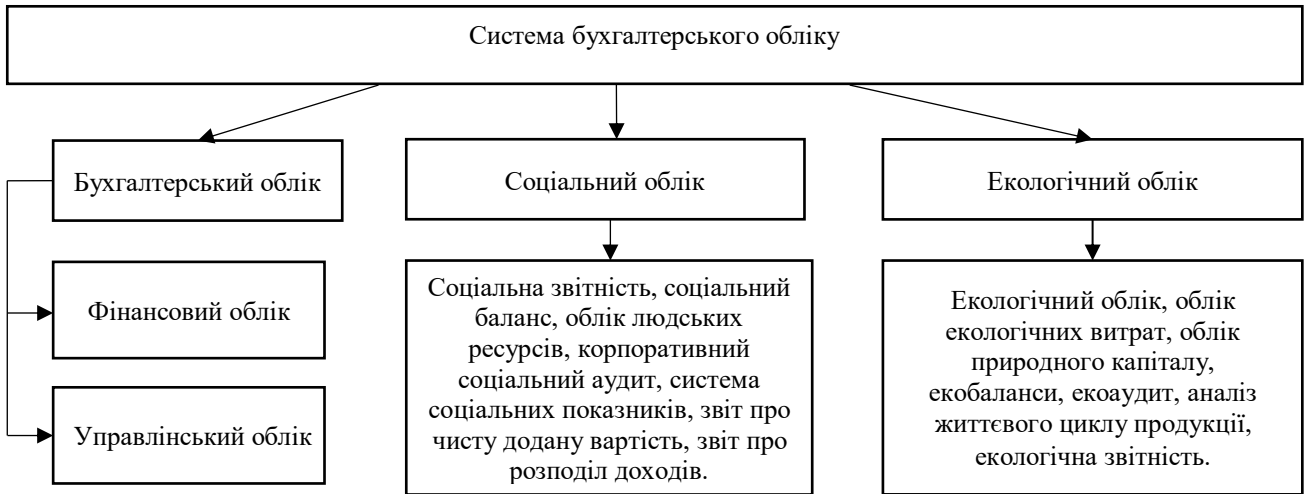 Система бухгалтерського обліку
Бухгалтерський облік
Соціальний облік
Екологічний облік
Фінансовий облік
Управлінський облік
Соціальна звітність, соціальний
баланс, облік людських
ресурсів, корпоративний
соціальний аудит, система
соціальних показників, звіт про
чисту додану вартість, звіт про
розподіл доходів.
Екологічний облік, облік
екологічних витрат, облік
природного капіталу,
екобаланси, екоаудит, аналіз
життєвого циклу продукції,
екологічна звітність.